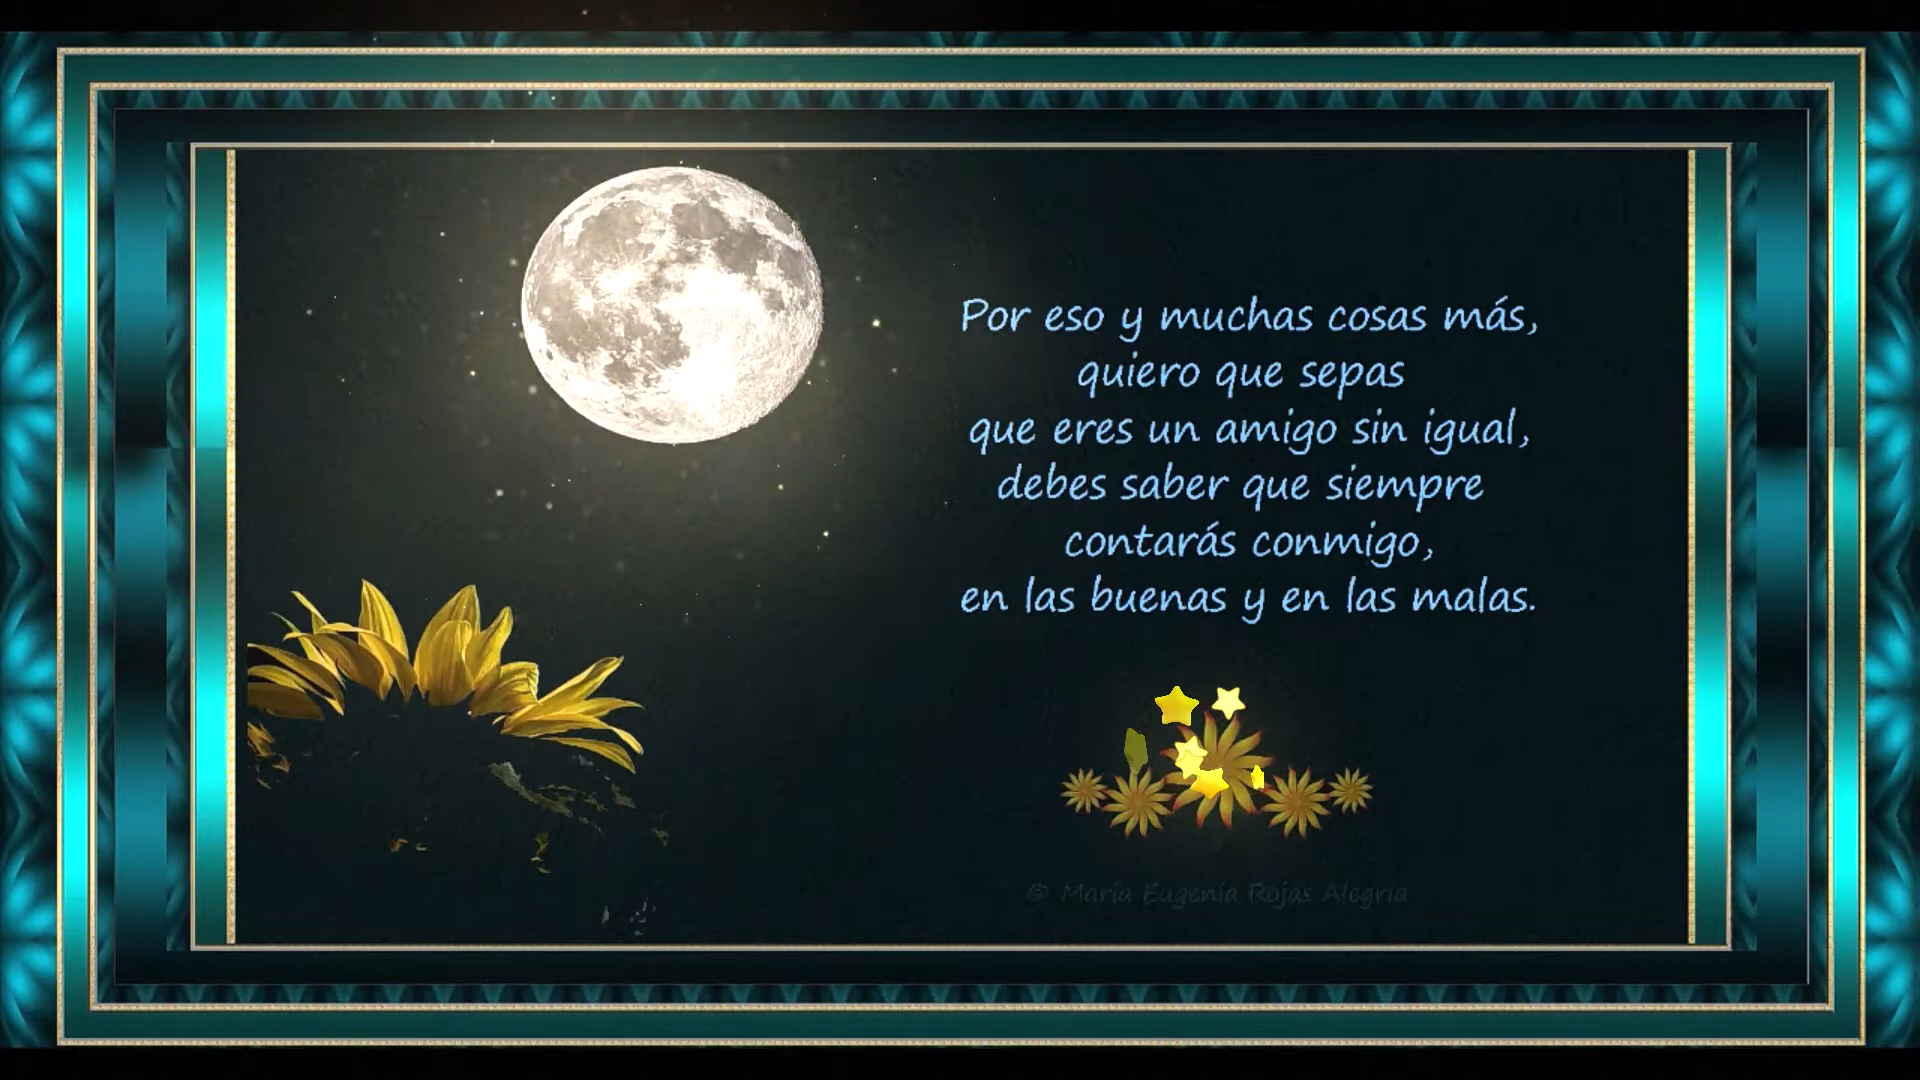 Por eso y muchas cosas más,
quiero que sepas
que eres un amigo sin igual,
debes saber que siempre
contarás conmigo,
en las buenas y en las malas.
© María Eugenia Rojas Alegría